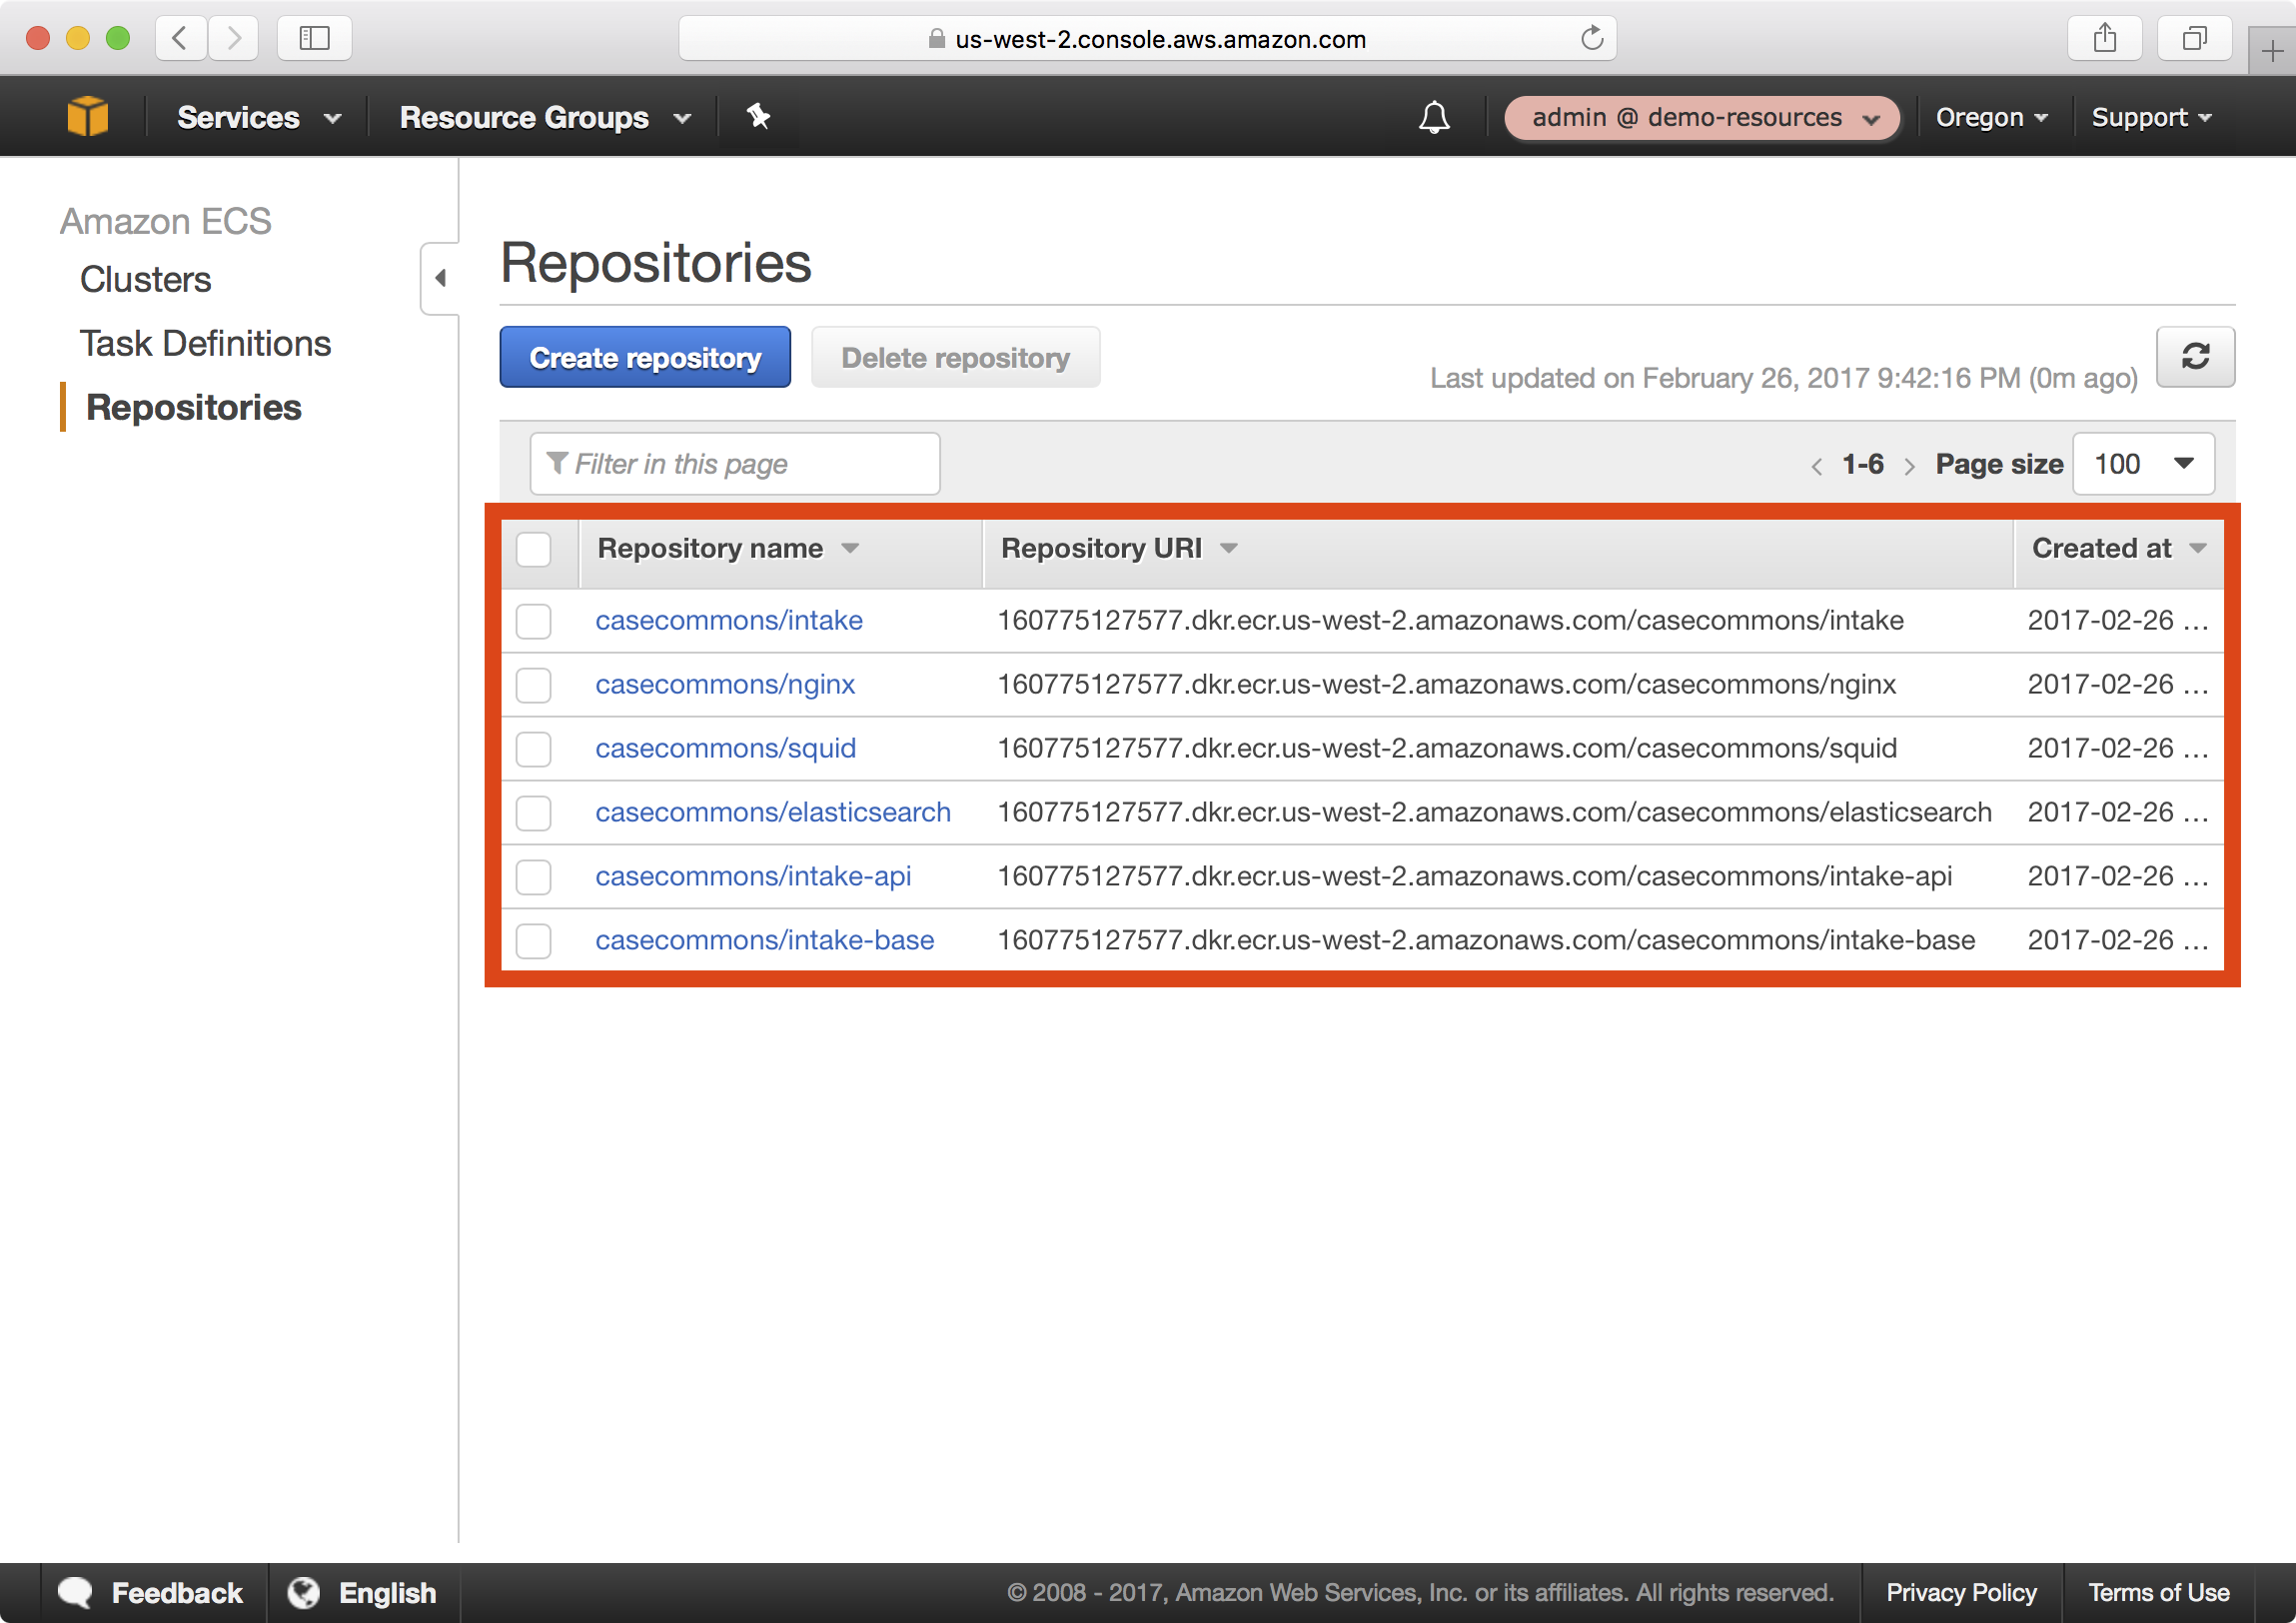 us-west-2.console.aws.amazon.com
Services Resource Groups admin @ demo-resources Oregon Support
Amazon ECS
Clusters
Task Definitions
Repositories
Repositories
Create repository Delete repository Last updated on February 26, 2017 9:42:16 PM (0m ago)
Filter in this page 1-6 Page size 100
Repository name Repository URI Created at
casecommons/intake 160775127577.dkr.ecr.us-west-2.amazonaws.com/casecommons/intake 2017-02-26 ...
casecommons/nginx 160775127577.dkr.ecr.us-west-2.amazonaws.com/casecommons/nginx 2017-02-26 ...
casecommons/squid 160775127577.dkr.ecr.us-west-2.amazonaws.com/casecommons/squid 2017-02-26 ...
casecommons/elasticsearch 160775127577.dkr.ecr.us-west-2.amazonaws.com/casecommons/elasticsearch 2017-02-26 ...
casecommons/intake-api 160775127577.dkr.ecr.us-west-2.amazonaws.com/casecommons/intake-api 2017-02-26 ...
casecommons/intake-base 160775127577.dkr.ecr.us-west-2.amazonaws.com/casecommons/intake-base 2017-02-26 ...
Feedback English © 2008 - 2017, Amazon Web Services, Inc. or its affiliates. All rights reserved. Privacy Policy Terms of Use